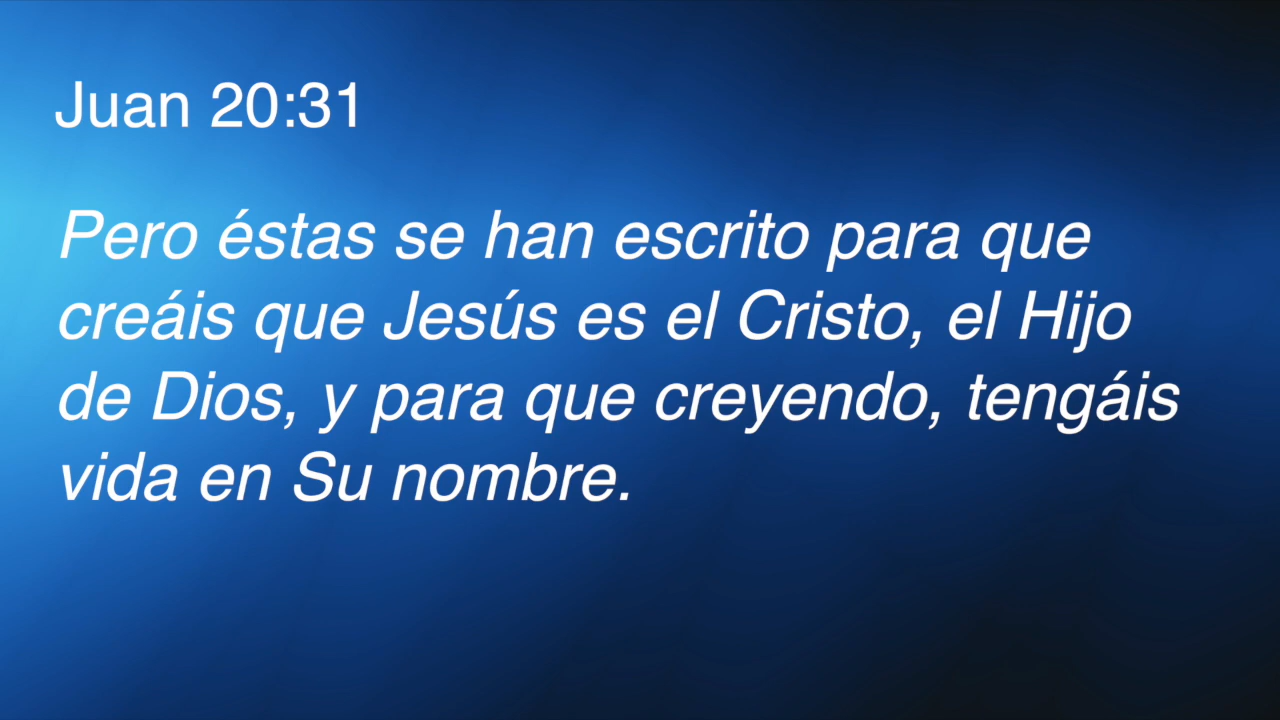 Juan 20:31
Pero éstas se han escrito para que
creáis que Jesús es el Cristo, el Hijo
de Dios, y para que creyendo, tengáis
vida en Su nombre.